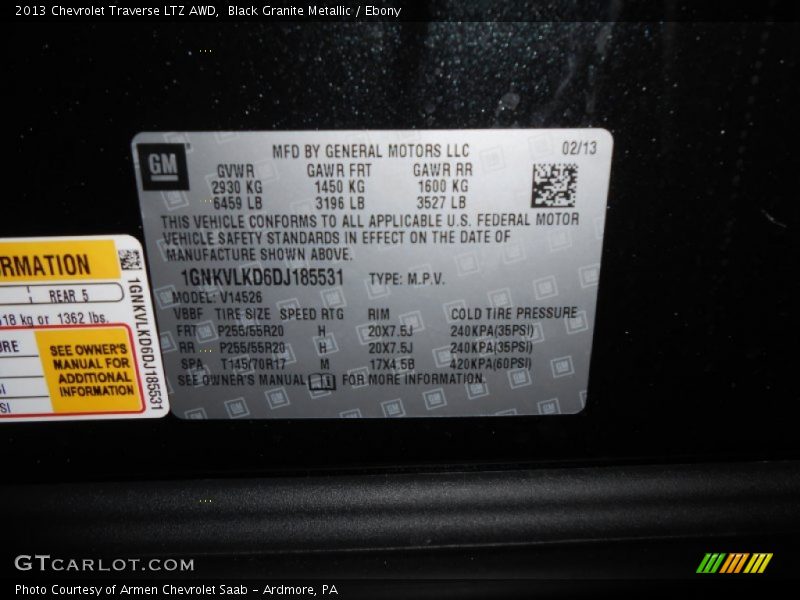 2013 Chevrolet Traverse LTZ AWD,  Black Granite Metallic / Ebony
GM
MFD BY GENERAL MOTORS LLC 02/13
GVWR GAWR FRT GAWR RR
2930 KG 1450 KG 1600 KG
6459 LB 3196 LB 3527 LB
THIS VEHICLE CONFORMS TO ALL APPLICABLE U.S. FEDERAL MOTOR
VEHICLE SAFETY STANDARDS IN EFFECT ON THE DATE OF
MANUFACTURE SHOWN ABOVE.
1GNKVLKD6DJ185531 TYPE: M.P.V.
MODEL: V14526
VBBF TIRE SIZE SPEED RTG RIM COLD TIRE PRESSURE
FRT P255/55R20 H 20X7.5J 240KPA(35PSI)
RR P255/55R20 H 20X7.5J 240KPA(35PSI)
SPA T145/70R17 M 17X4.5B 420KPA(60PSI)
SEE OWNER'S MANUAL FOR MORE INFORMATION.
RMATION
REAR 5
618 kg or 1362 lbs.
URE
SEE OWNER'S
MANUAL FOR
ADDITIONAL
INFORMATION
SI
SI
1GNKVLKD6DJ185531
GTCARLOT.COM
Photo Courtesy of Armen Chevrolet Saab - Ardmore, PA